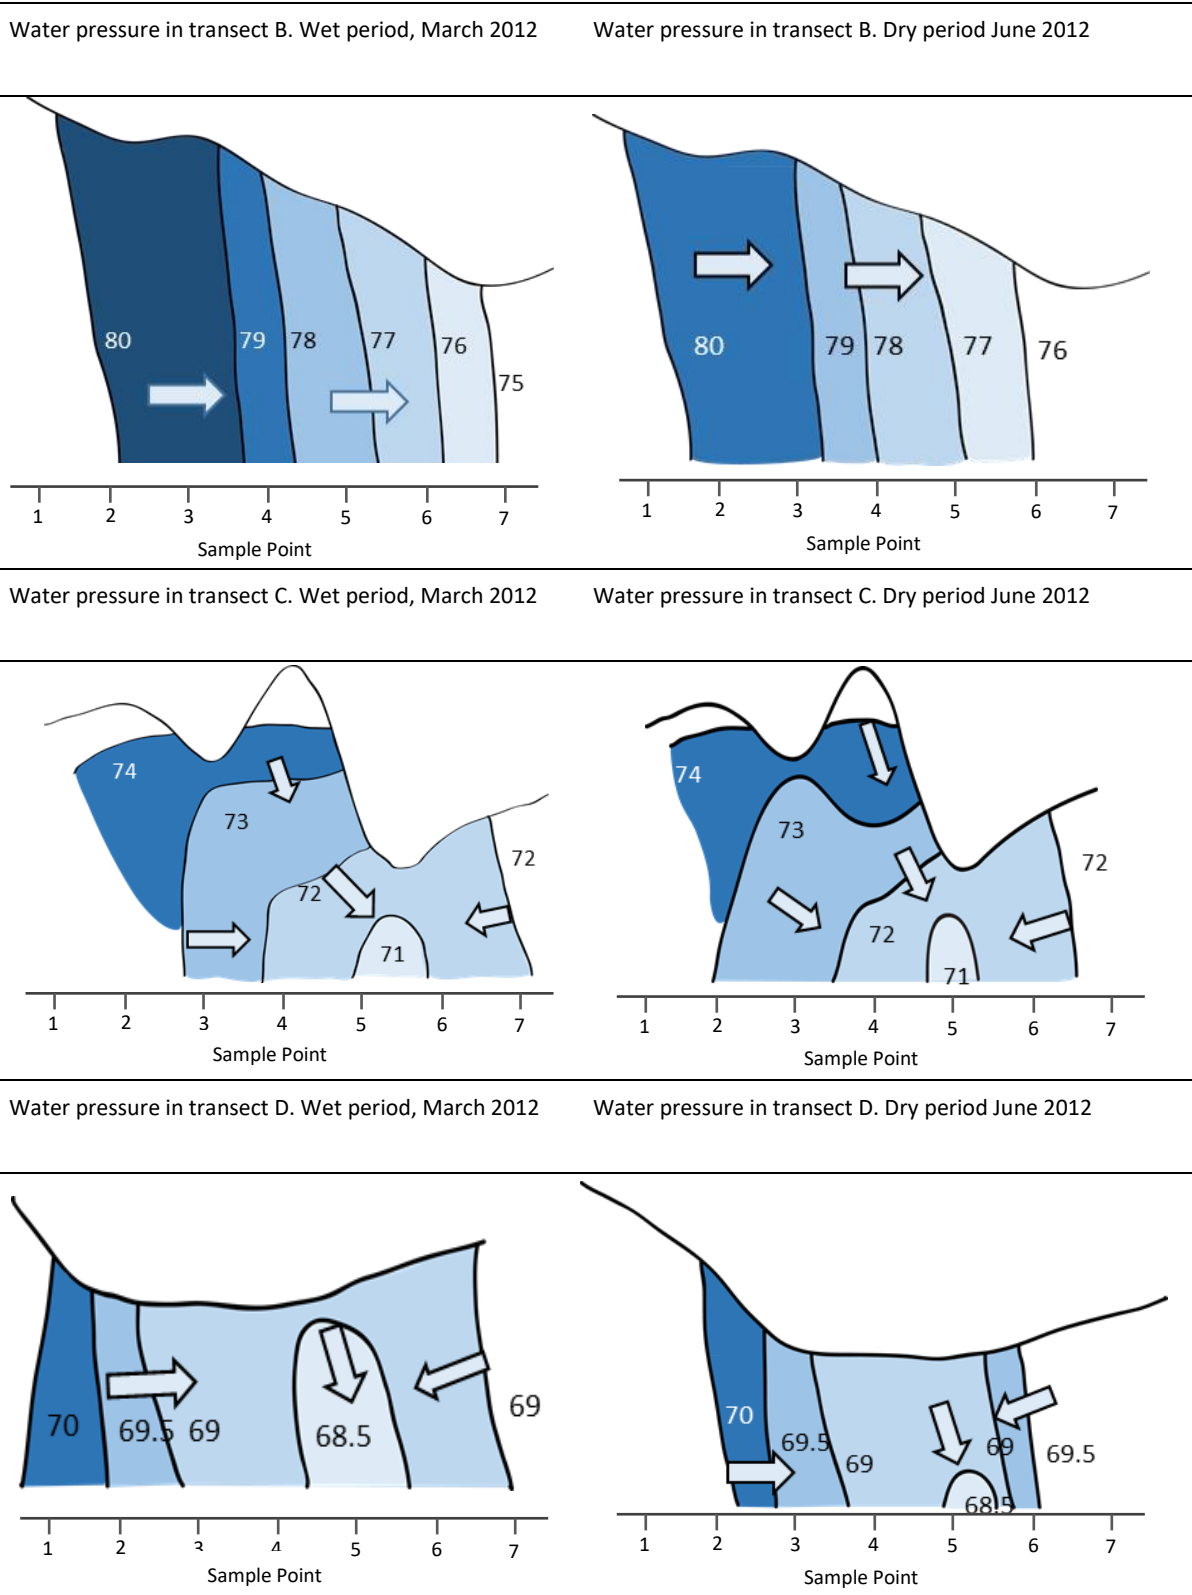 Water pressure in transect B. Wet period, March 2012
Water pressure in transect B. Dry period June 2012
80
79
78
77
76
75
1 2 3 4 5 6 7
Sample Point
80
79
78
77
76
1 2 3 4 5 6 7
Sample Point
Water pressure in transect C. Wet period, March 2012
Water pressure in transect C. Dry period June 2012
74
73
72
72
71
1 2 3 4 5 6 7
Sample Point
74
73
72
72
71
1 2 3 4 5 6 7
Sample Point
Water pressure in transect D. Wet period, March 2012
Water pressure in transect D. Dry period June 2012
70
69.5
69
68.5
69
1 2 3 4 5 6 7
Sample Point
70
69.5
69
69
69.5
68.5
1 2 3 4 5 6 7
Sample Point